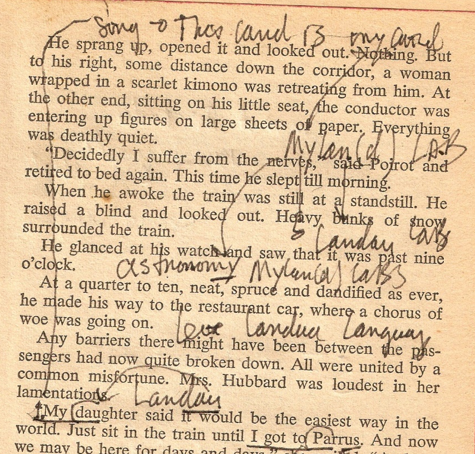 song → This land is my land
He sprang up, opened it and looked out. Nothing. But
to his right, some distance down the corridor, a woman
wrapped in a scarlet kimono was retreating from him. At
the other end, sitting on his little seat, the conductor was
entering up figures on large sheets of paper. Everything
was deathly quiet.
Mylan(d)
"Decidedly I suffer from the nerves," said Poirot and
retired to bed again. This time he slept till morning.
When he awoke the train was still at a standstill. He
raised a blind and looked out. Heavy banks of snow
surrounded the train.
Landau
He glanced at his watch and saw that it was past nine
o'clock.
astronomy Mylan(d)
At a quarter to ten, neat, spruce and dandified as ever,
he made his way to the restaurant car, where a chorus of
woe was going on.
Any barriers there might have been between the pas-
sengers had now quite broken down. All were united by a
common misfortune. Mrs. Hubbard was loudest in her
lamentations.
Landau
"My daughter said it would be the easiest way in the
world. Just sit in the train until I got to Parrus. And now
we may be here for days and days,"